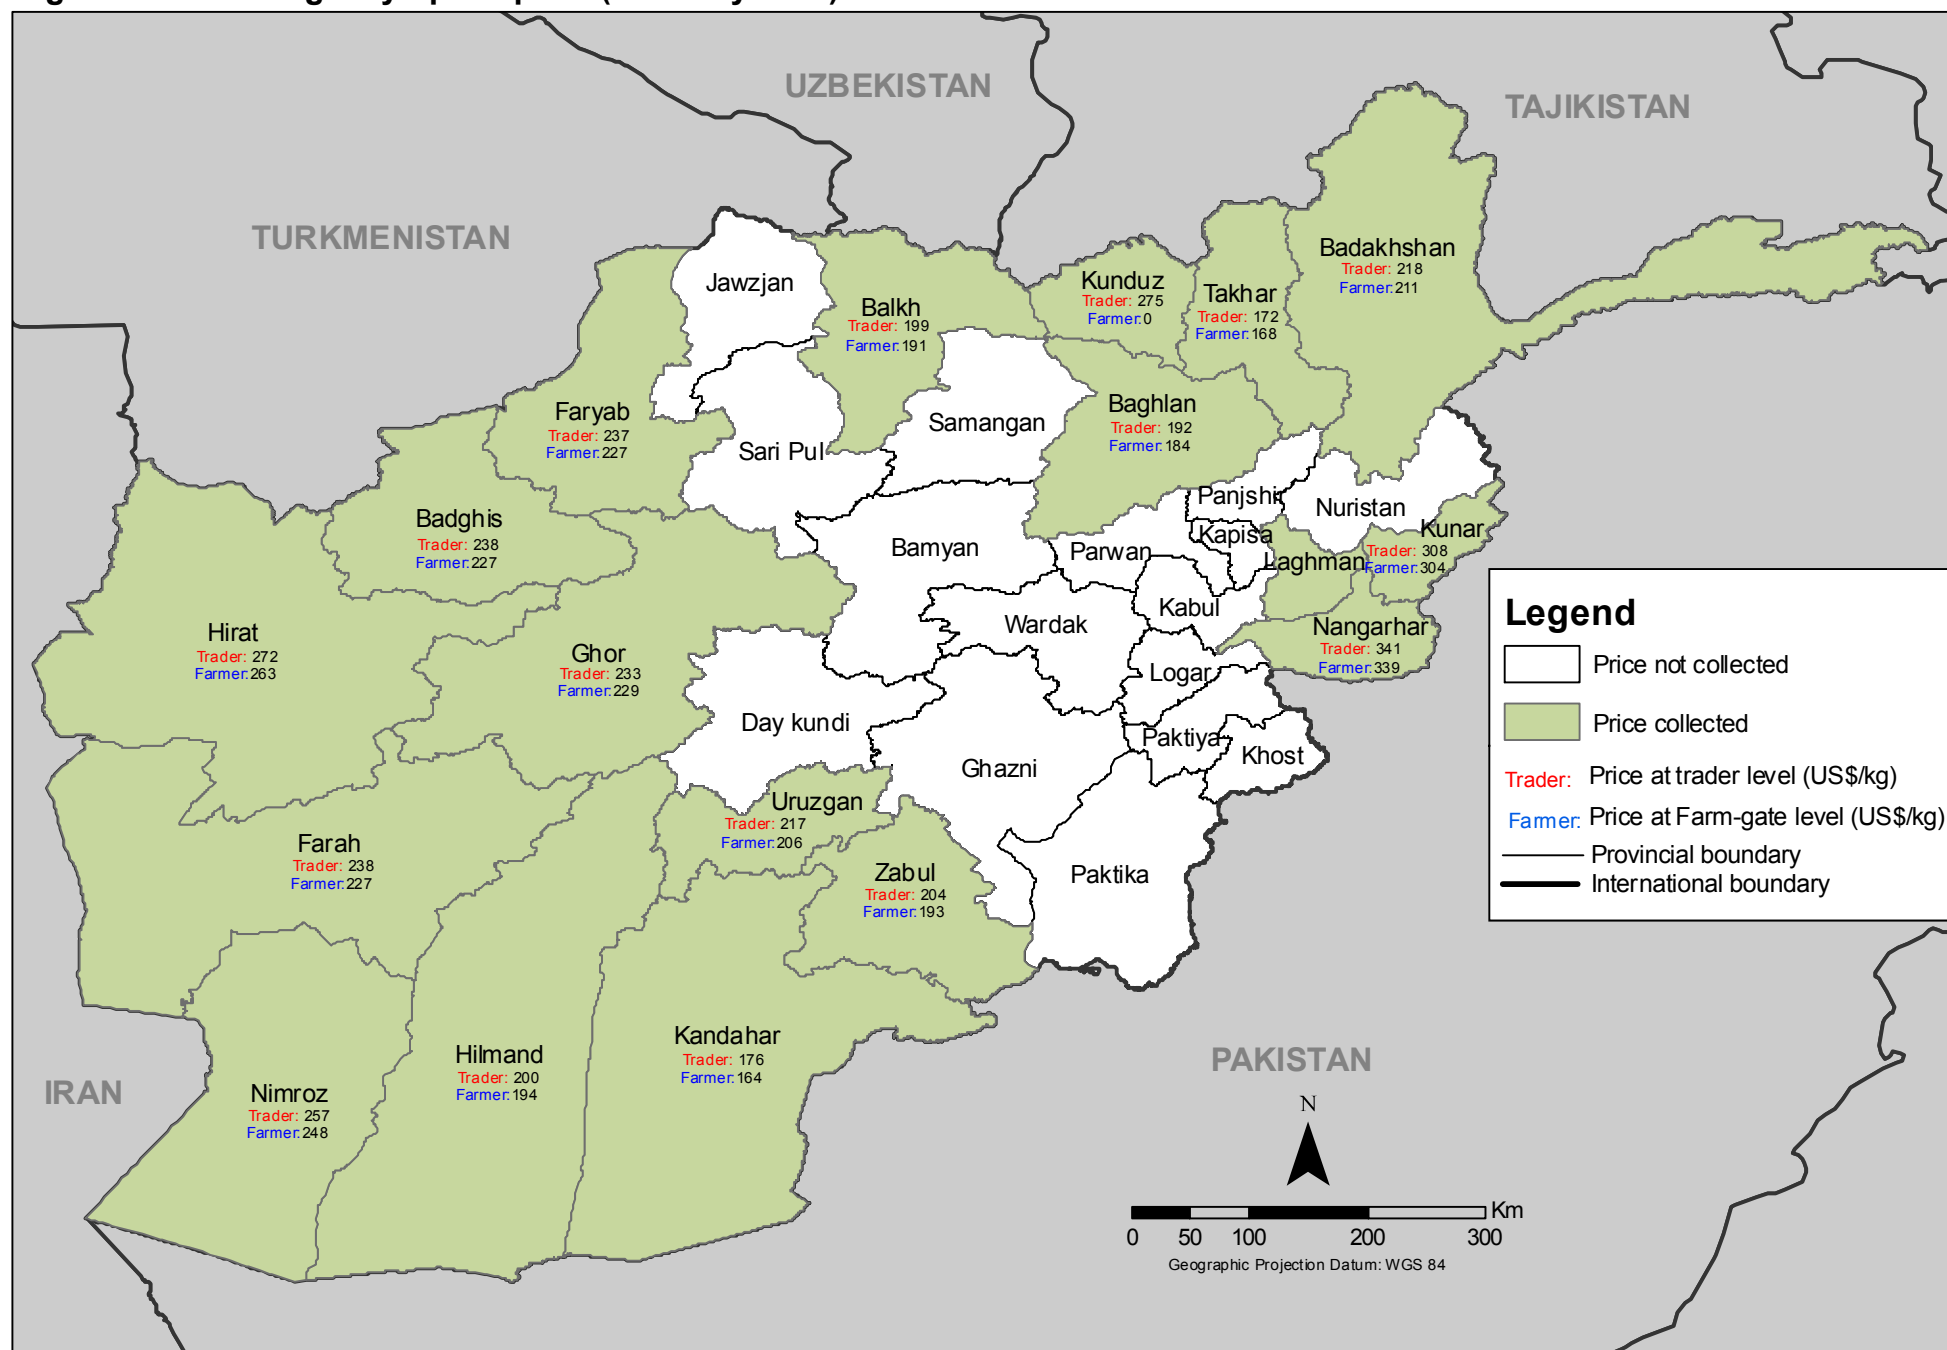 UZBEKISTAN
TAJIKISTAN
TURKMENISTAN
Jawzjan
Balkh
Trader: 199
Farmer:191
Kunduz
Trader: 275
Farmer:0
Takhar
Trader: 172
Farmer:168
Badakhshan
Trader: 218
Farmer:211
Faryab
Trader: 237
Farmer:227
Sari Pul
Samangan
Baghlan
Trader: 192
Farmer:184
Badghis
Trader: 238
Farmer:227
Bamyan
Parwan
Panjshir
Kapisa
Nuristan
Kunar
Trader: 308
Farmer:304
Laghman
Hirat
Trader: 272
Farmer:263
Ghor
Trader: 233
Farmer:229
Wardak
Kabul
Nangarhar
Trader: 341
Farmer:339
Logar
Day kundi
Ghazni
Paktiya
Khost
Uruzgan
Trader: 217
Farmer:206
Farah
Trader: 238
Farmer:227
Zabul
Trader: 204
Farmer:193
Paktika
Kandahar
Trader: 176
Farmer:164
Hilmand
Trader: 200
Farmer:194
Nimroz
Trader: 257
Farmer:248
IRAN
PAKISTAN
Legend
Price not collected
Price collected
Trader: Price at trader level (US$/kg)
Farmer: Price at Farm-gate level (US$/kg)
Provincial boundary
International boundary
N
Km
0 50 100 200 300
Geographic Projection Datum: WGS 84